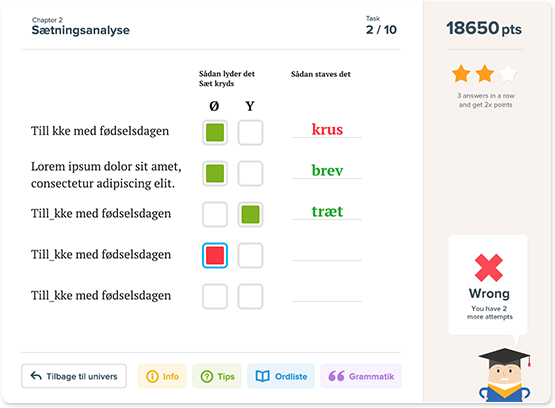 Chapter 2
Sætningsanalyse
Task
2 / 10
18650 pts
3 answers in a row
and get 2x points
Sådan lyder det
Sæt kryds
Sådan staves det
Ø Y
Till kke med fødselsdagen
krus
Lorem ipsum dolor sit amet,
consectetur adipiscing elit.
brev
Till_kke med fødselsdagen
træt
Till_kke med fødselsdagen
Till_kke med fødselsdagen
Wrong
You have 2
more attempts
Tilbage til univers
Info
Tips
Ordliste
Grammatik